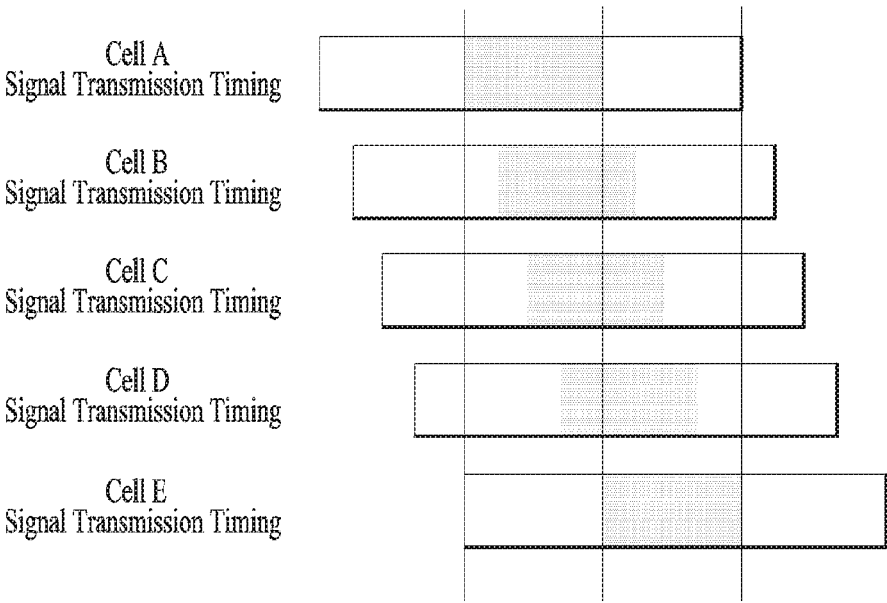 Cell A
Signal Transmission Timing
Cell B
Signal Transmission Timing
Cell C
Signal Transmission Timing
Cell D
Signal Transmission Timing
Cell E
Signal Transmission Timing